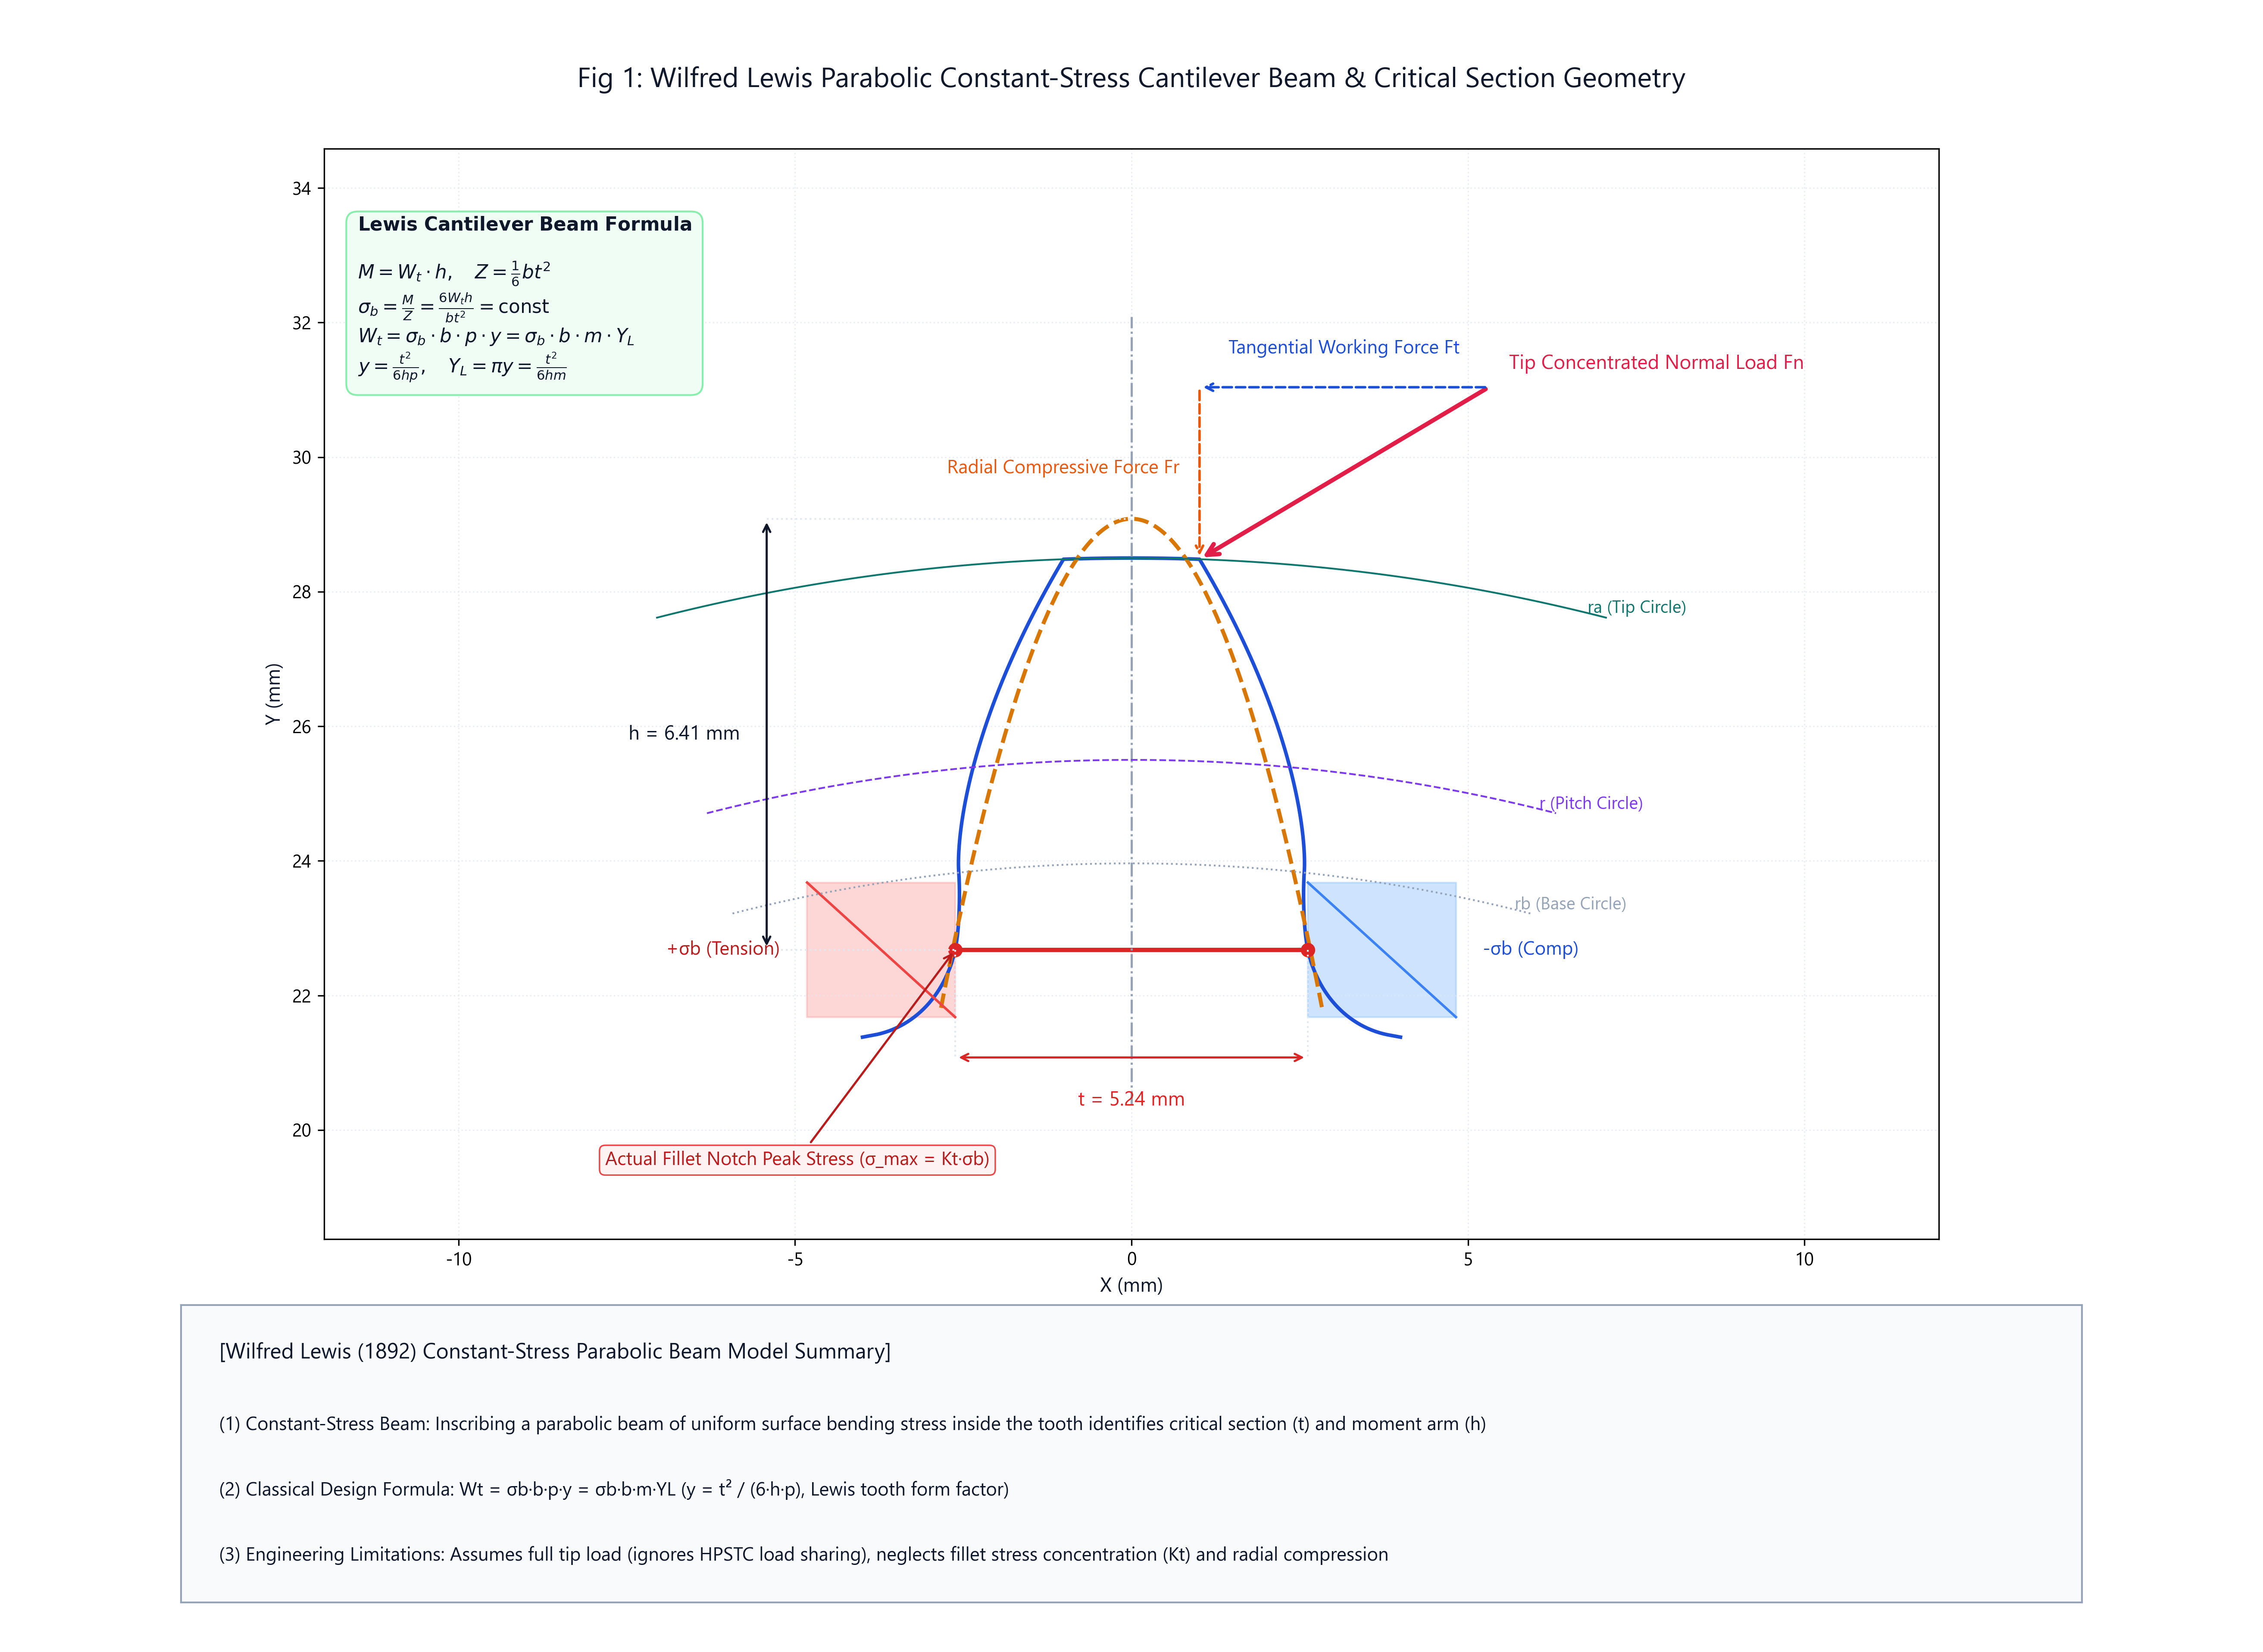 Fig 1: Wilfred Lewis Parabolic Constant-Stress Cantilever Beam & Critical Section Geometry
34
32
30
28
26
24
22
20
Y (mm)
Lewis Cantilever Beam Formula
M = W_t · h, Z = 1/6 bt²
σ_b = M/Z = 6W_t h/bt² = const
W_t = σ_b · b · p · y = σ_b · b · m · Y_L
y = t²/6hp, Y_L = πy = t²/6hm
Tangential Working Force Ft
Tip Concentrated Normal Load Fn
Radial Compressive Force Fr
ra (Tip Circle)
h = 6.41 mm
r (Pitch Circle)
rb (Base Circle)
+σb (Tension)
-σb (Comp)
t = 5.24 mm
Actual Fillet Notch Peak Stress (σ_max = Kt·σb)
-10
-5
0
5
10
X (mm)
[Wilfred Lewis (1892) Constant-Stress Parabolic Beam Model Summary]
(1) Constant-Stress Beam: Inscribing a parabolic beam of uniform surface bending stress inside the tooth identifies critical section (t) and moment arm (h)
(2) Classical Design Formula: Wt = σb·b·p·y = σb·b·m·YL (y = t² / (6·h·p), Lewis tooth form factor)
(3) Engineering Limitations: Assumes full tip load (ignores HPSTC load sharing), neglects fillet stress concentration (Kt) and radial compression